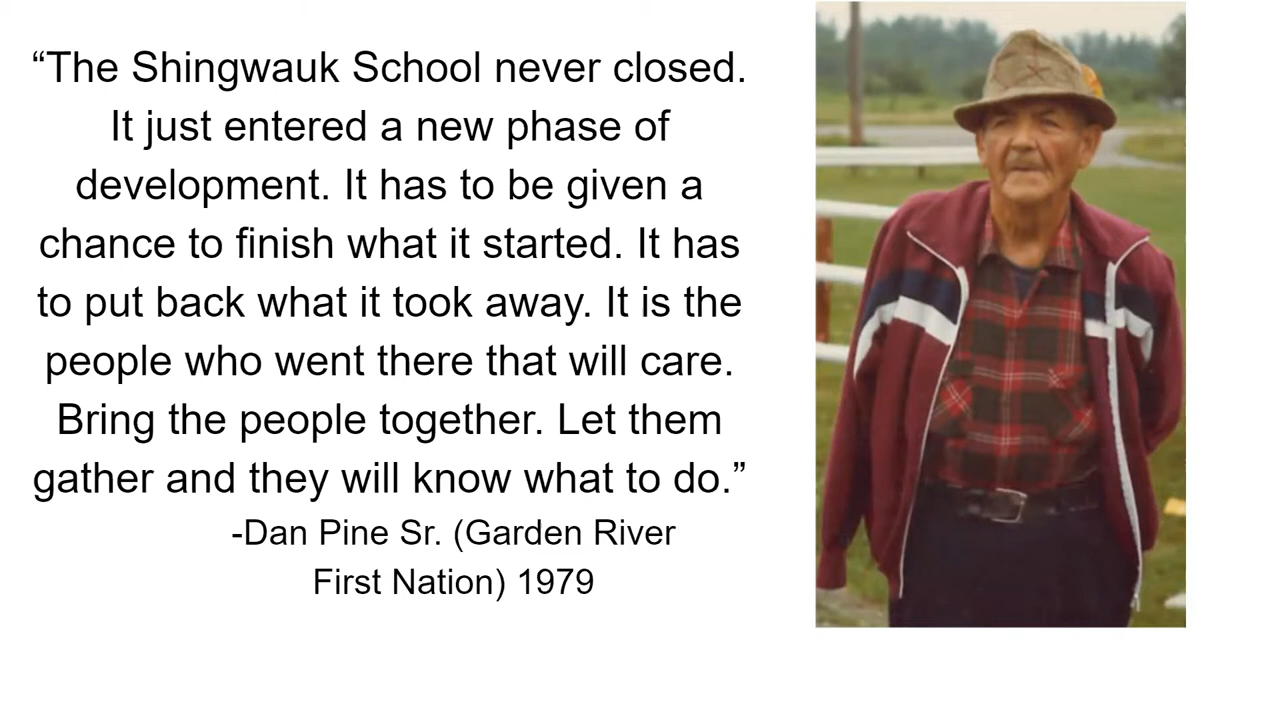 “The Shingwauk School never closed.
It just entered a new phase of
development. It has to be given a
chance to finish what it started. It has
to put back what it took away. It is the
people who went there that will care.
Bring the people together. Let them
gather and they will know what to do.”
-Dan Pine Sr. (Garden River
First Nation) 1979